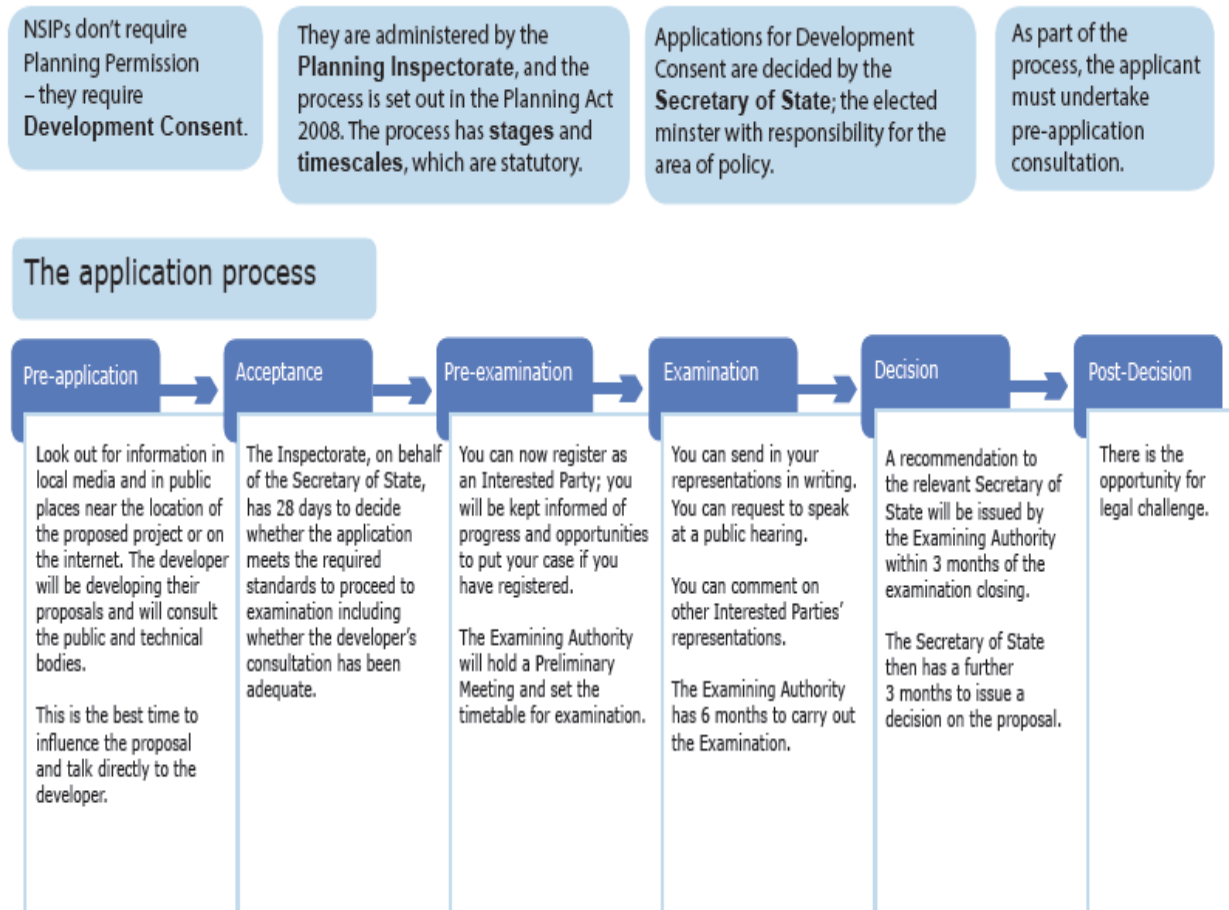 NSIPs don't require
Planning Permission
– they require
Development Consent.
They are administered by the
Planning Inspectorate, and the
process is set out in the Planning Act
2008. The process has stages and
timescales, which are statutory.
Applications for Development
Consent are decided by the
Secretary of State; the elected
minster with responsibility for the
area of policy.
As part of the
process, the applicant
must undertake
pre-application
consultation.
The application process
Pre-application
Look out for information in
local media and in public
places near the location of
the proposed project or on
the internet. The developer
will be developing their
proposals and will consult
the public and technical
bodies.
This is the best time to
influence the proposal
and talk directly to the
developer.
Acceptance
The Inspectorate, on behalf
of the Secretary of State,
has 28 days to decide
whether the application
meets the required
standards to proceed to
examination including
whether the developer's
consultation has been
adequate.
Pre-examination
You can now register as
an Interested Party; you
will be kept informed of
progress and opportunities
to put your case if you
have registered.
The Examining Authority
will hold a Preliminary
Meeting and set the
timetable for examination.
Examination
You can send in your
representations in writing.
You can request to speak
at a public hearing.
You can comment on
other Interested Parties'
representations.
The Examining Authority
has 6 months to carry out
the Examination.
Decision
A recommendation to
the relevant Secretary of
State will be issued by
the Examining Authority
within 3 months of the
examination closing.
The Secretary of State
then has a further
3 months to issue a
decision on the proposal.
Post-Decision
There is the
opportunity for
legal challenge.